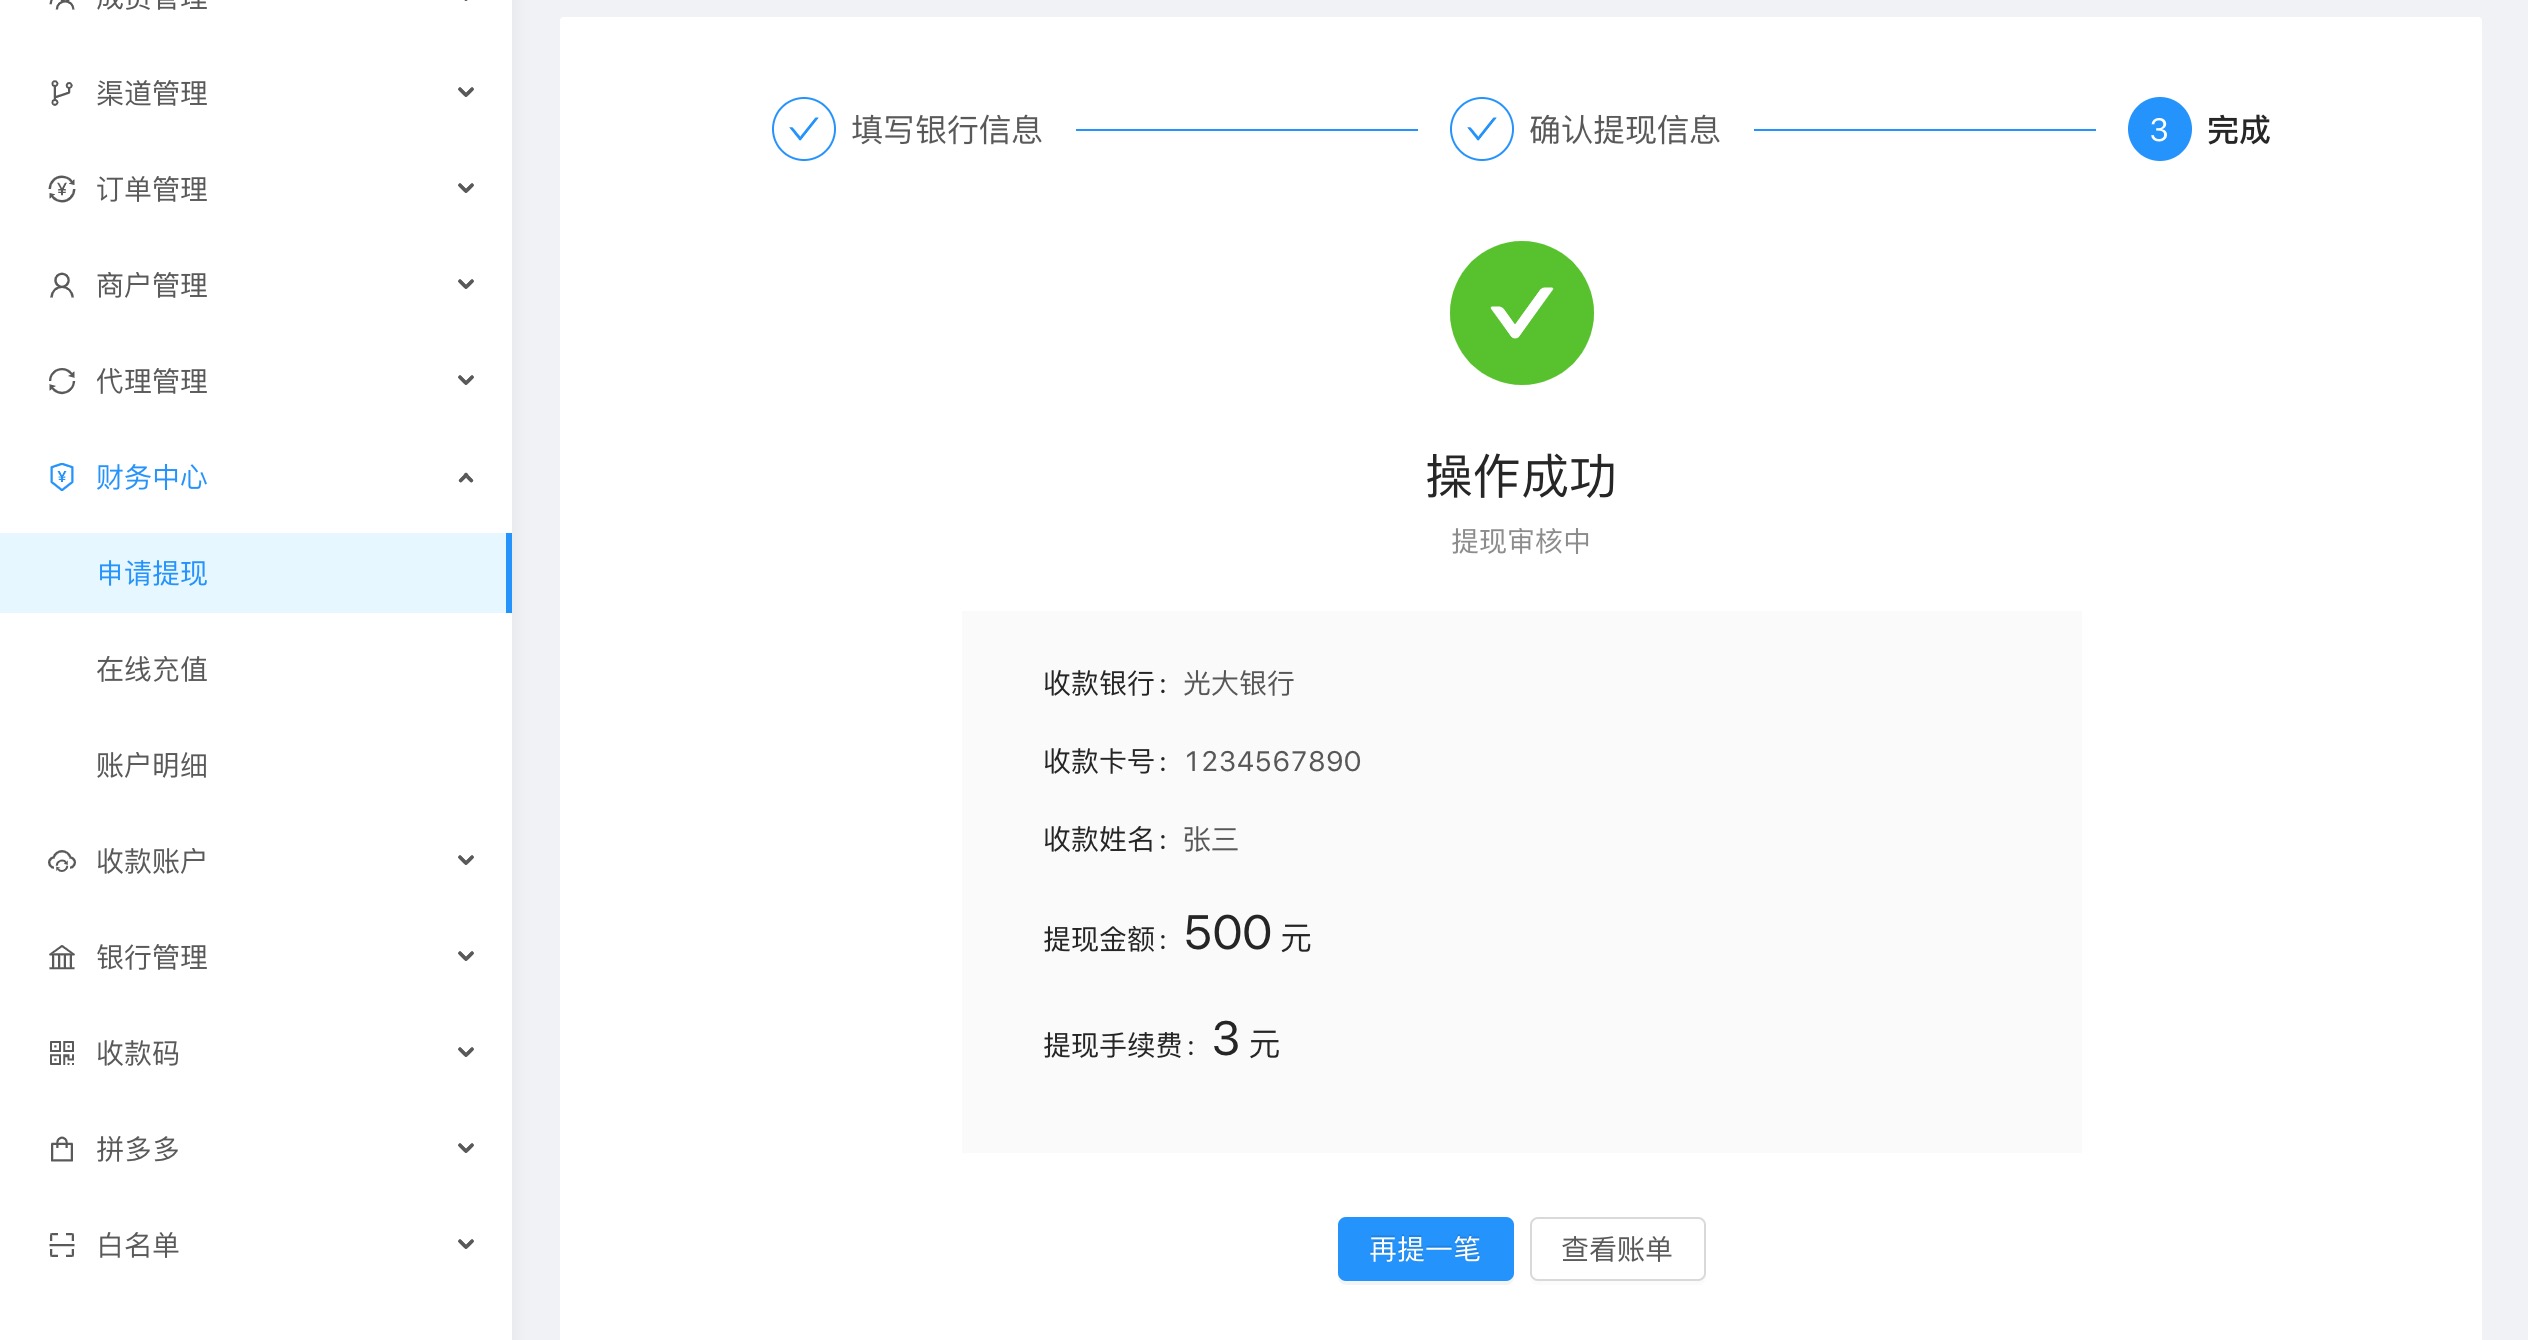 成员管理
渠道管理
订单管理
商户管理
代理管理
财务中心
申请提现
在线充值
账户明细
收款账户
银行管理
收款码
拼多多
白名单
填写银行信息
确认提现信息
3 完成
操作成功
提现审核中
收款银行：光大银行
收款卡号：1234567890
收款姓名：张三
提现金额：500 元
提现手续费：3 元
再提一笔
查看账单